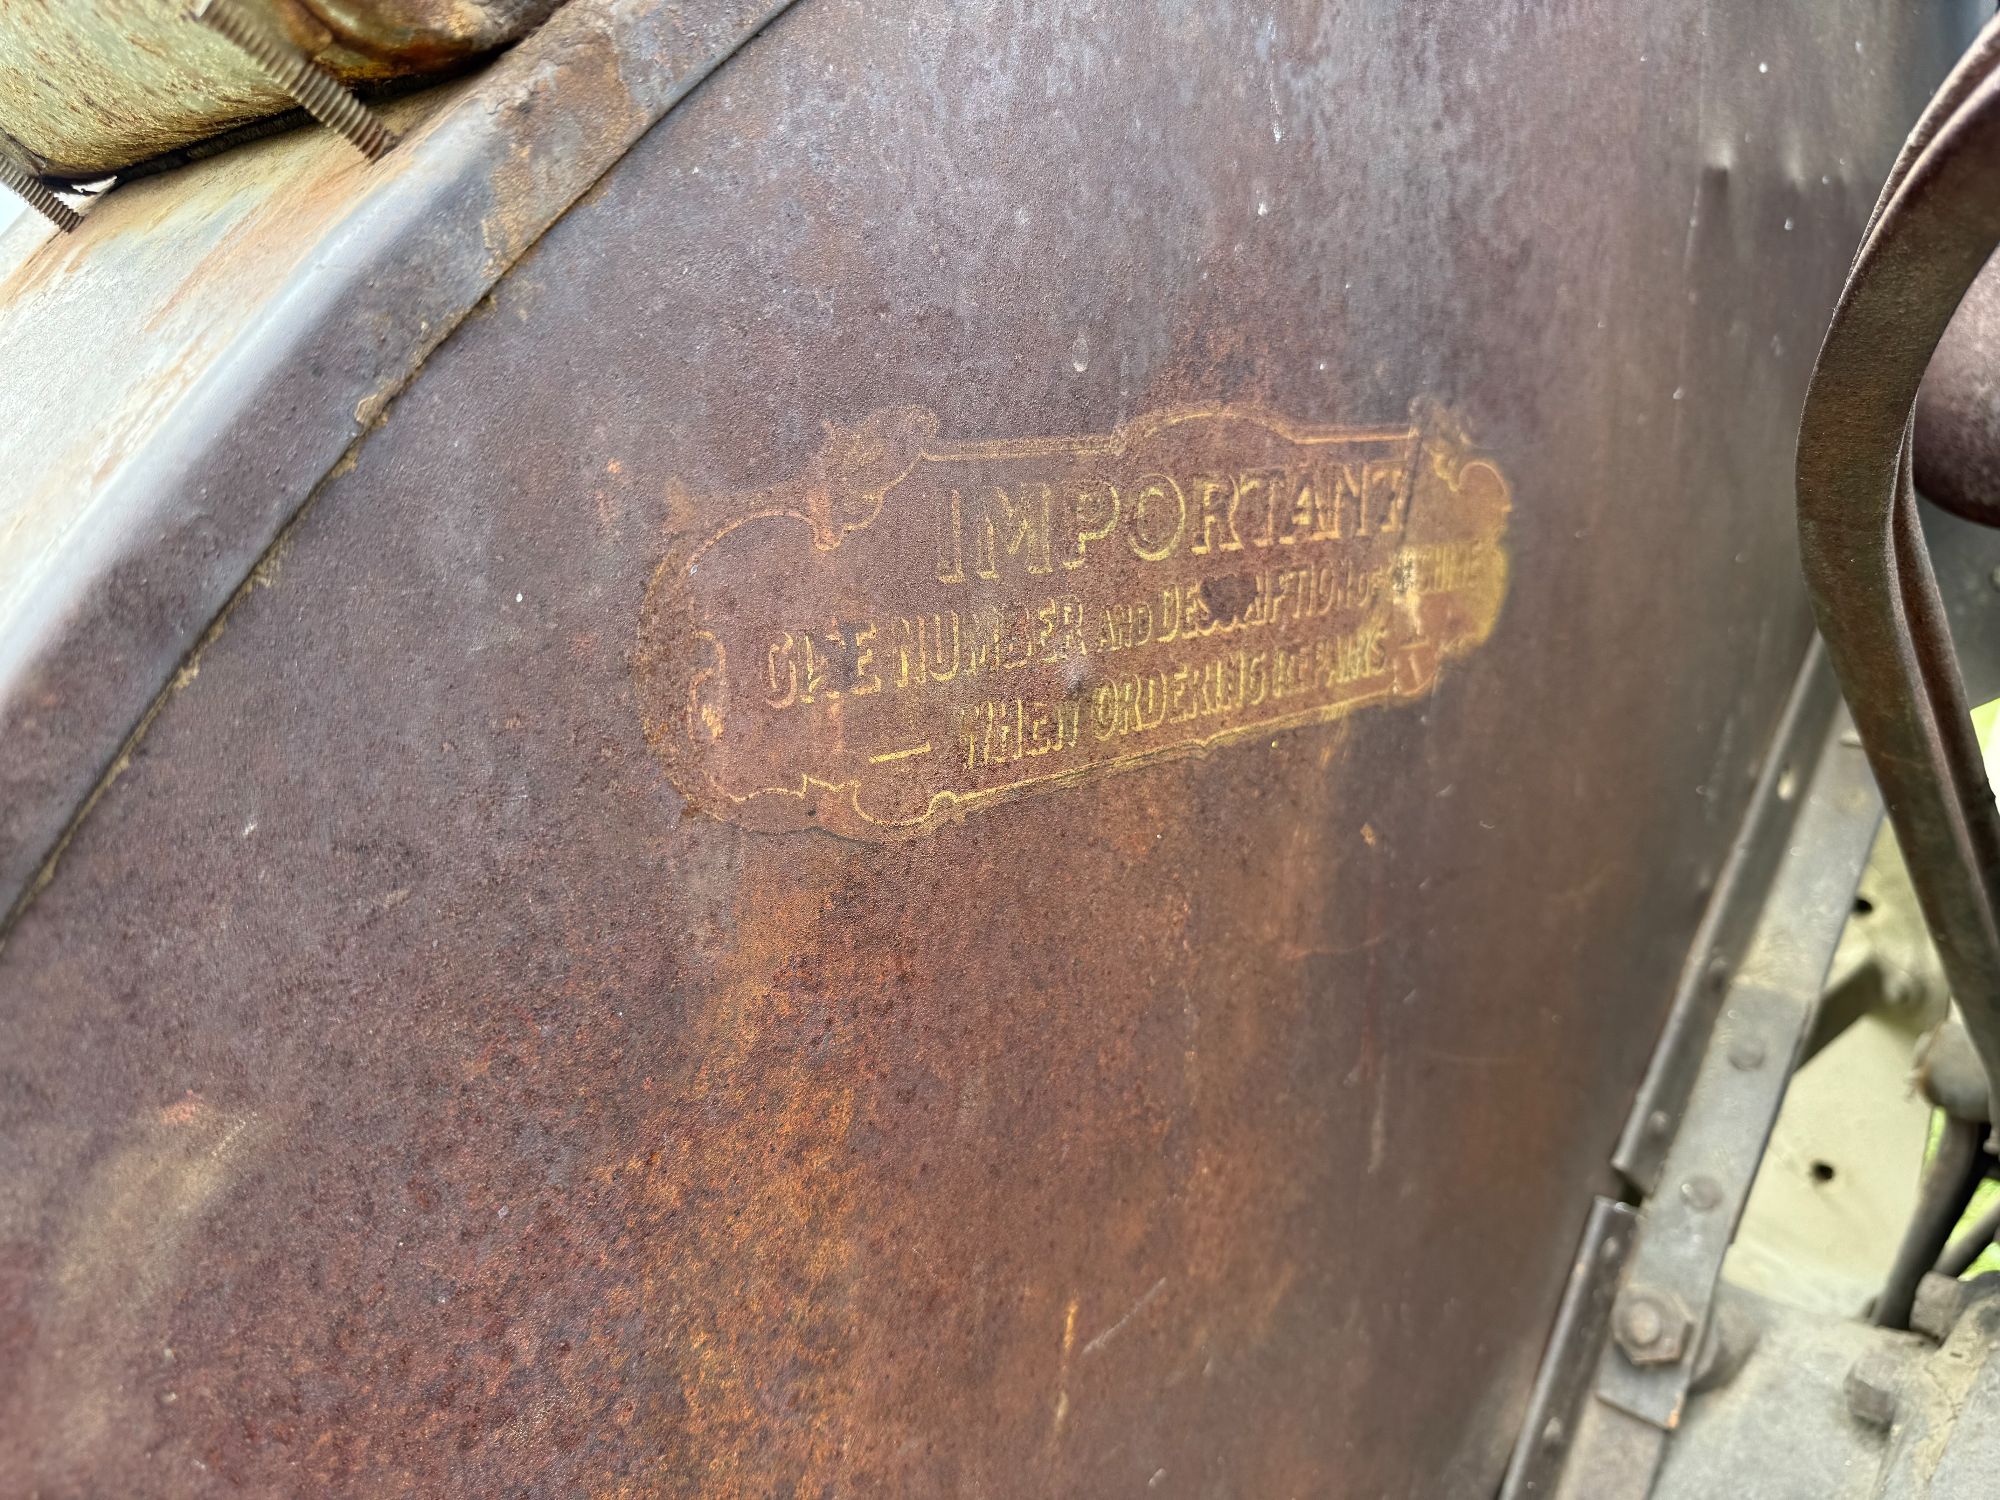 IMPORTANT
GIVE NUMBER AND DESCRIPTION OF MACHINE
WHEN ORDERING REPAIRS